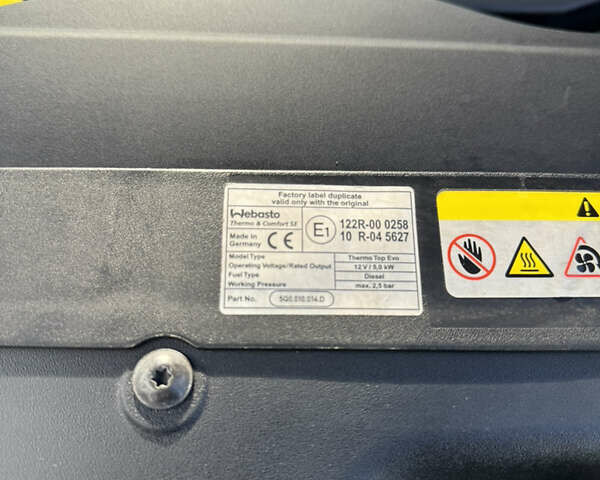 Factory label duplicate
valid only with the original
Webasto
Thermo & Comfort SE
Made in
Germany
CE
E1
122R-00 0258
10 R-04 5627
Model Type Thermo Top Evo
Operating Voltage/Rated Output 12 V / 5,0 kW
Fuel Type Diesel
Working Pressure max. 2,5 bar
Part No. 5Q0.010.014.D